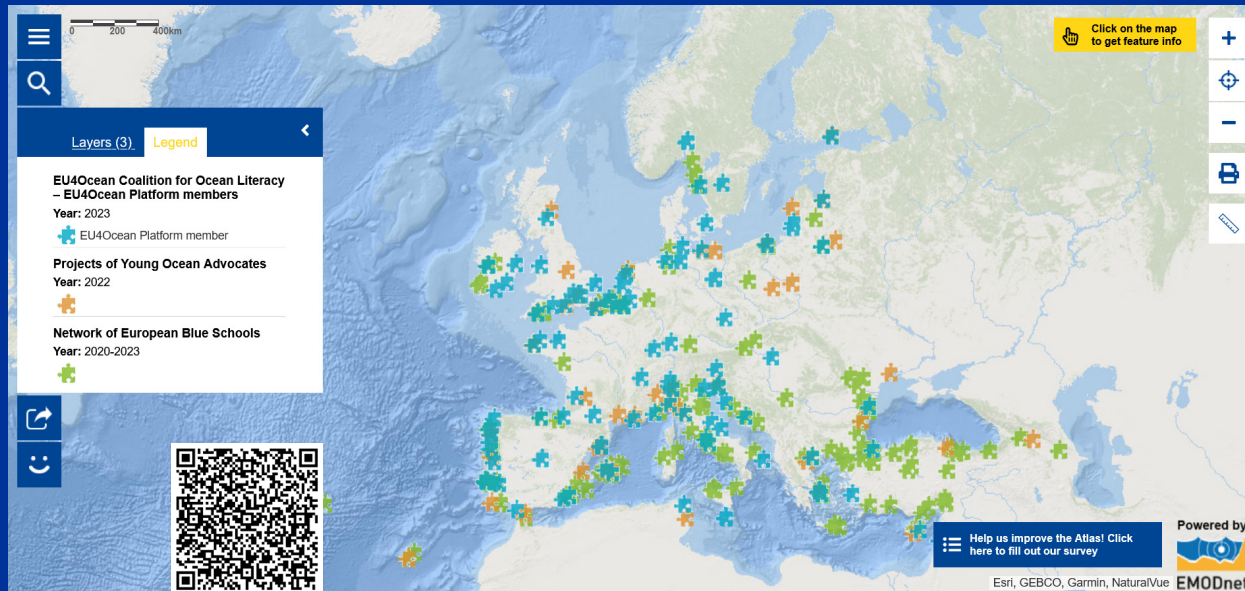 0 200 400km
Click on the map
to get feature info
Layers (3) Legend
EU4Ocean Coalition for Ocean Literacy
– EU4Ocean Platform members
Year: 2023
EU4Ocean Platform member
Projects of Young Ocean Advocates
Year: 2022
Network of European Blue Schools
Year: 2020-2023
Help us improve the Atlas! Click
here to fill out our survey
Powered by
EMODnet
Esri, GEBCO, Garmin, NaturalVue